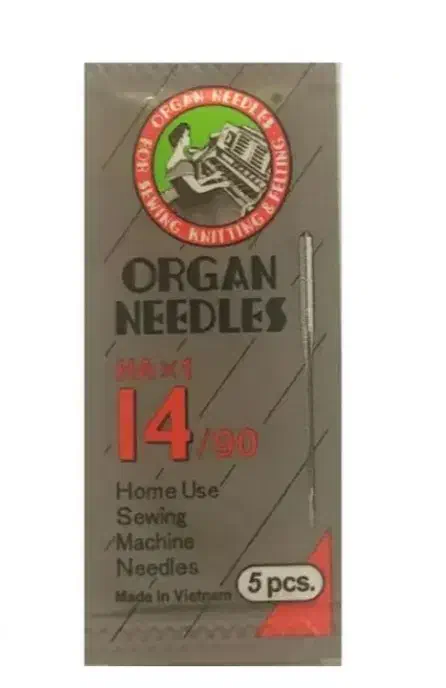 ORGAN NEEDLES
FOR SEWING KNITTING & FELTING
ORGAN
NEEDLES
HA×1
14/90
Home Use
Sewing
Machine
Needles
Made in Vietnam
5 pcs.